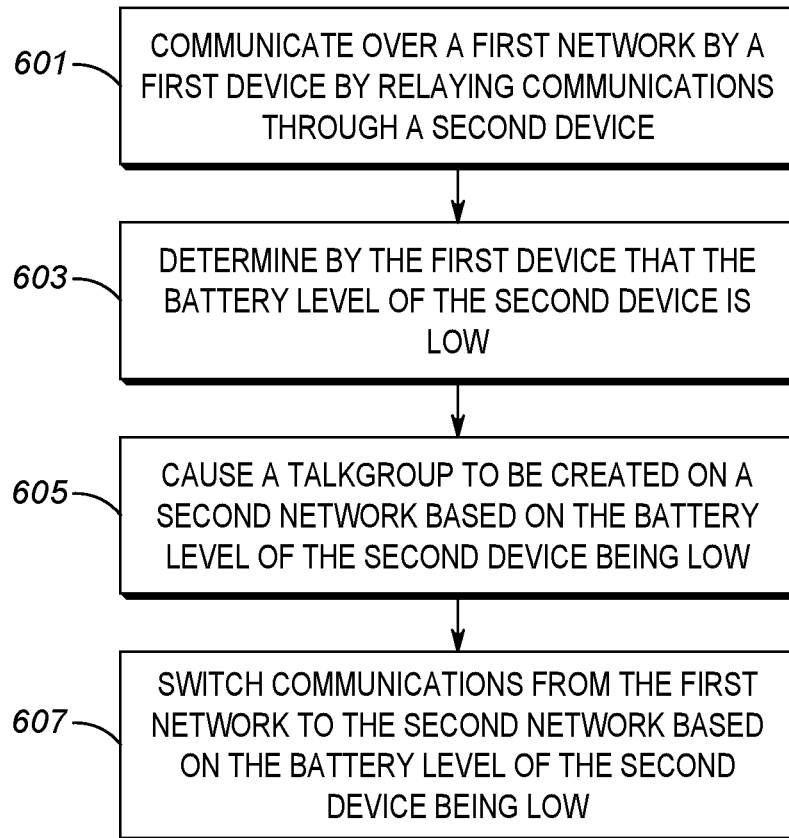 601
COMMUNICATE OVER A FIRST NETWORK BY A
FIRST DEVICE BY RELAYING COMMUNICATIONS
THROUGH A SECOND DEVICE
603
DETERMINE BY THE FIRST DEVICE THAT THE
BATTERY LEVEL OF THE SECOND DEVICE IS
LOW
605
CAUSE A TALKGROUP TO BE CREATED ON A
SECOND NETWORK BASED ON THE BATTERY
LEVEL OF THE SECOND DEVICE BEING LOW
607
SWITCH COMMUNICATIONS FROM THE FIRST
NETWORK TO THE SECOND NETWORK BASED
ON THE BATTERY LEVEL OF THE SECOND
DEVICE BEING LOW